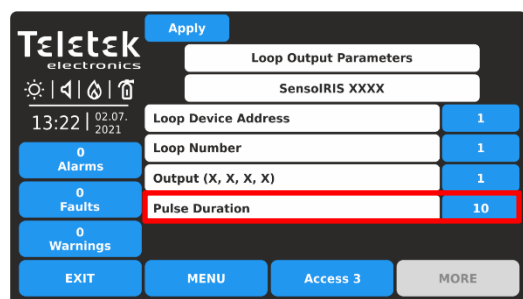 Teletek
electronics
13:22 02.07.
2021
0
Alarms
0
Faults
0
Warnings
EXIT
Apply
Loop Output Parameters
SensoIRIS XXXX
Loop Device Address 1
Loop Number 1
Output (X, X, X, X) 1
Pulse Duration 10
MENU
Access 3
MORE